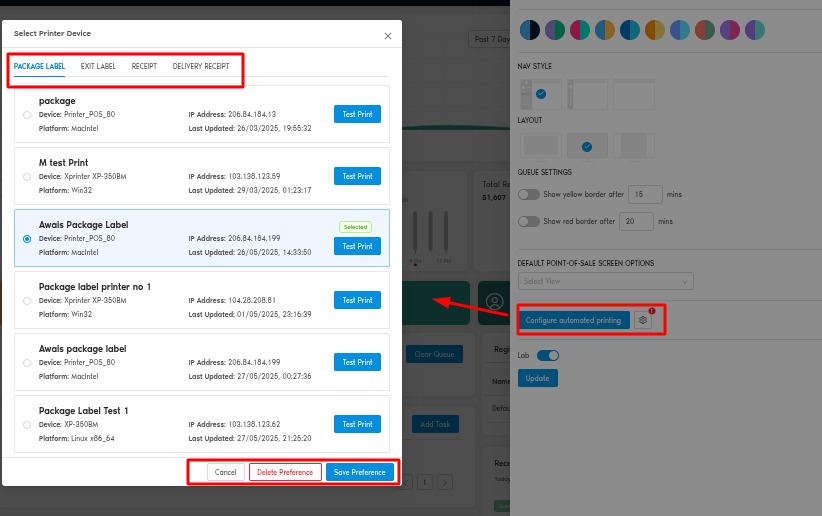 Select Printer Device
PACKAGE LABEL EXIT LABEL RECEIPT DELIVERY RECEIPT
package
Device: Printer_POS_80 IP Address: 206.84.184.13 Test Print
Platform: MacIntel Last Updated: 26/03/2025, 19:55:32
M test Print
Device: Xprinter XP-350BM IP Address: 103.138.123.59 Test Print
Platform: Win32 Last Updated: 29/03/2025, 01:23:17
Awais Package Label Selected
Device: Printer_POS_80 IP Address: 206.84.184.199 Test Print
Platform: MacIntel Last Updated: 26/05/2025, 14:33:50
Package label printer no 1
Device: Xprinter XP-350BM IP Address: 104.28.208.81 Test Print
Platform: Win32 Last Updated: 01/05/2025, 23:16:39
Awais package label
Device: Printer_POS_80 IP Address: 206.84.184.199 Test Print
Platform: MacIntel Last Updated: 27/05/2025, 00:27:36
Package Label Test 1
Device: XP-350BM IP Address: 103.138.123.62 Test Print
Platform: Linux x86_64 Last Updated: 27/05/2025, 21:25:20
Cancel Delete Preference Save Preference
Past 7 Day
Total Re
$1,607
Clear Queue
Regi
Name
Defau
Add Task
1
Rece
Today
NAV STYLE
LAYOUT
QUEUE SETTINGS
Show yellow border after 15 mins
Show red border after 20 mins
DEFAULT POINT-OF-SALE SCREEN OPTIONS
Select View
Configure automated printing
Lab
Update